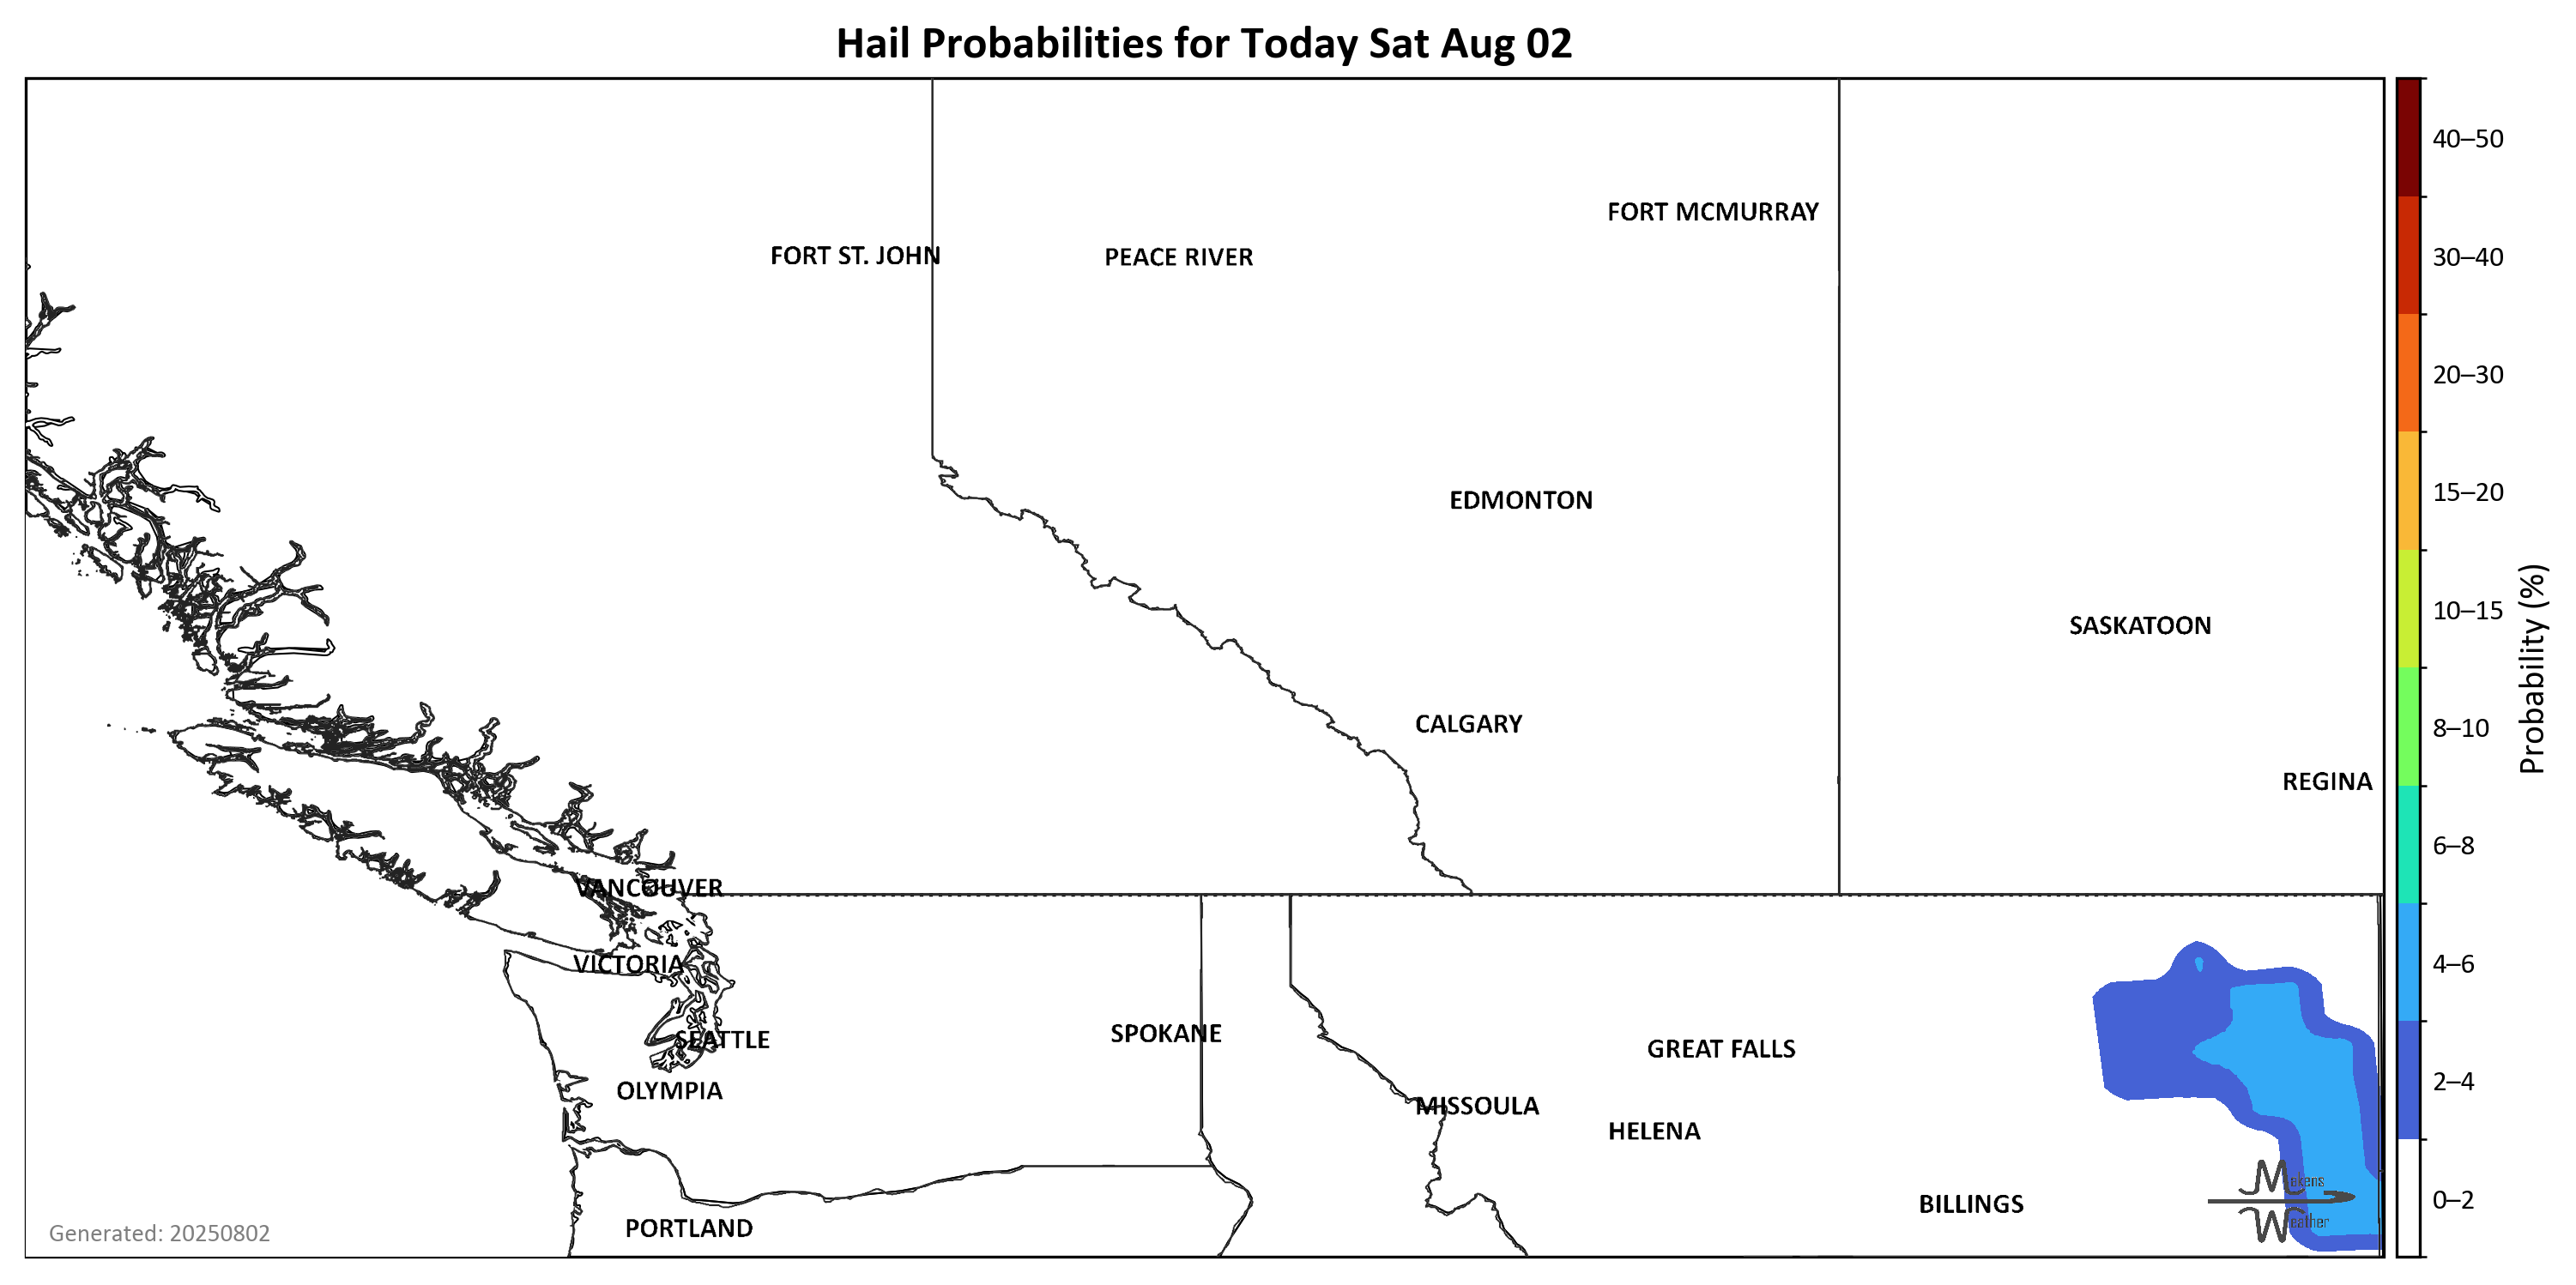 Hail Probabilities for Today Sat Aug 02
FORT MCMURRAY
FORT ST. JOHN
PEACE RIVER
EDMONTON
SASKATOON
CALGARY
REGINA
VANCOUVER
VICTORIA
SEATTLE
SPOKANE
GREAT FALLS
OLYMPIA
MISSOULA
HELENA
BILLINGS
PORTLAND
Mokens
Weather
Generated: 20250802
40–50
30–40
20–30
15–20
10–15
8–10
6–8
4–6
2–4
0–2
Probability (%)